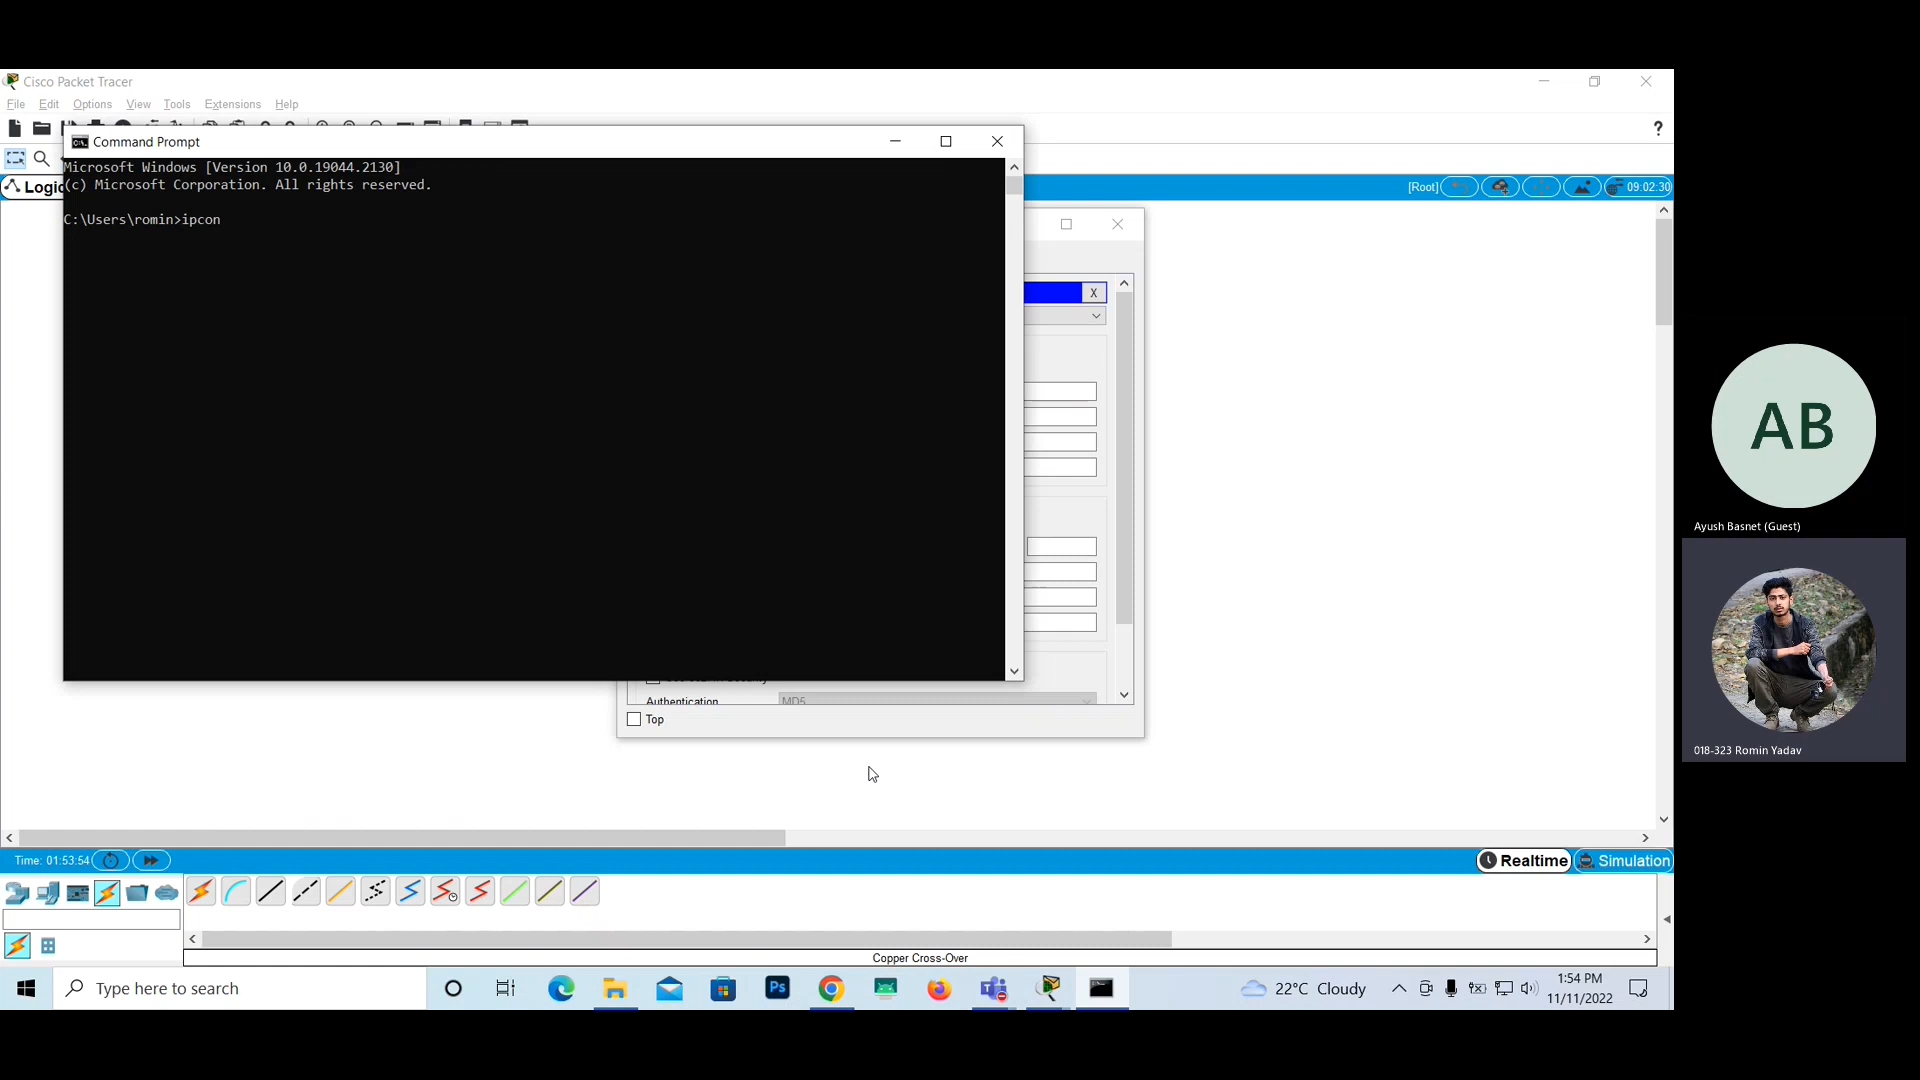 Cisco Packet Tracer
File Edit Options View Tools Extensions Help
?
Command Prompt
Microsoft Windows [Version 10.0.19044.2130]
(c) Microsoft Corporation. All rights reserved.
C:\Users\romin>ipcon
Logic
[Root]
09:02:30
X
Authentication MD5
Top
AB
Ayush Basnet (Guest)
018-323 Romin Yadav
Time: 01:53:54
Realtime
Simulation
Copper Cross-Over
Type here to search
Ps
22°C Cloudy
1:54 PM
11/11/2022